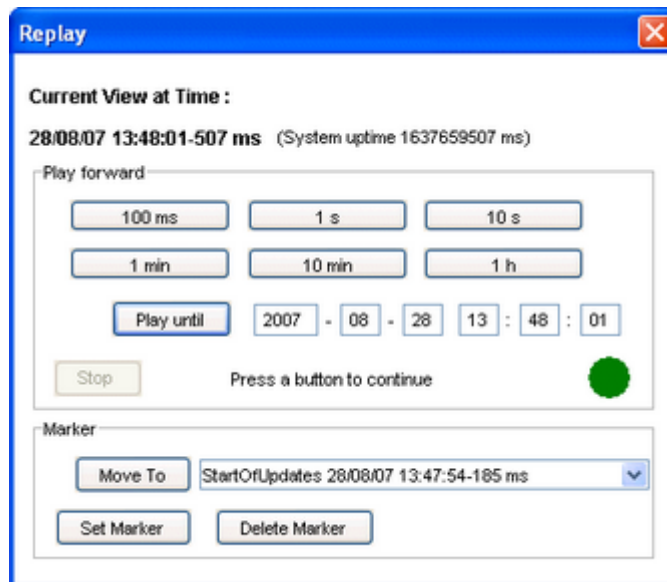 Replay
Current View at Time :
28/08/07 13:48:01-507 ms (System uptime 1637659507 ms)
Play forward
100 ms 1 s 10 s
1 min 10 min 1 h
Play until 2007 - 08 - 28 13 : 48 : 01
Stop Press a button to continue
Marker
Move To StartOfUpdates 28/08/07 13:47:54-185 ms
Set Marker Delete Marker